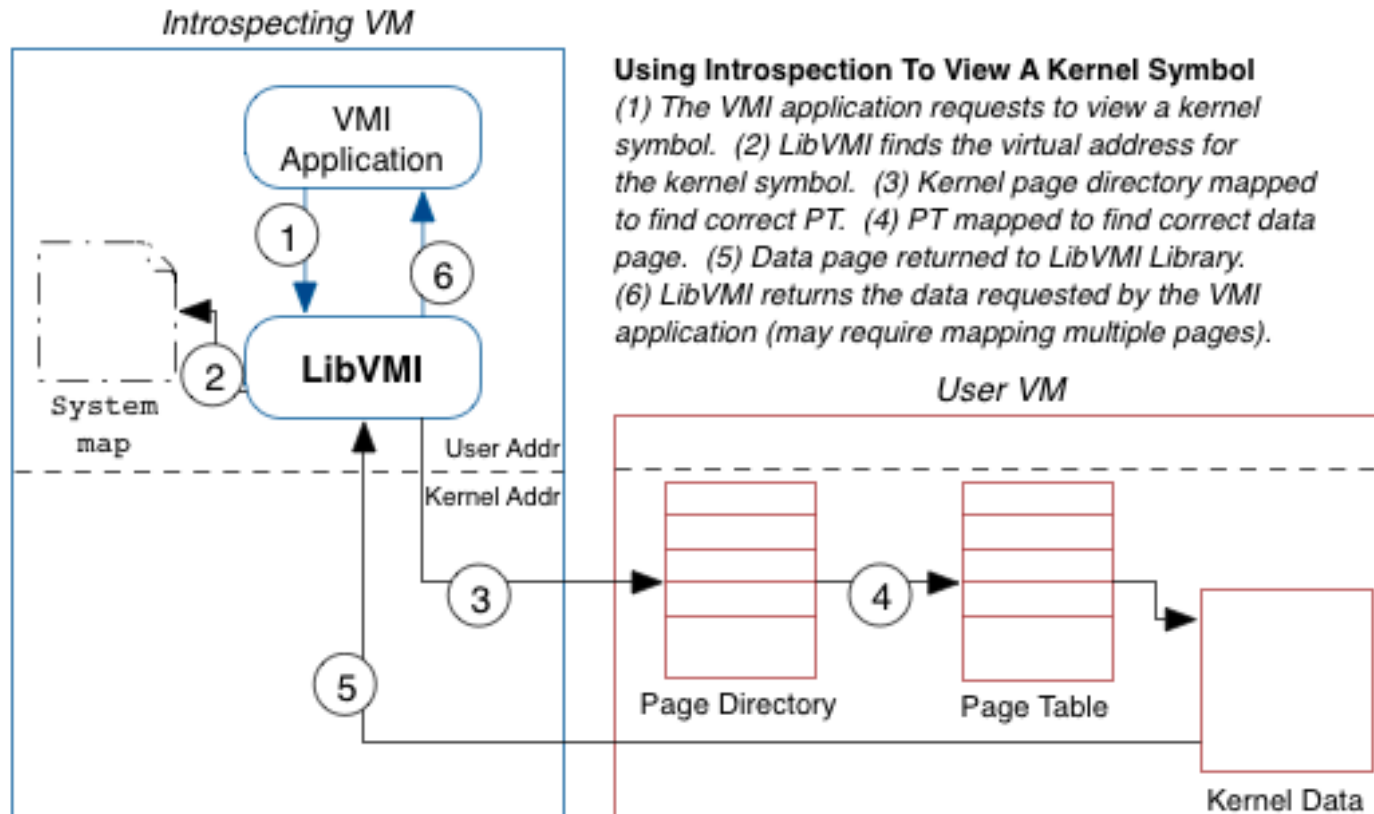 Introspecting VM
Using Introspection To View A Kernel Symbol
(1) The VMI application requests to view a kernel
symbol. (2) LibVMI finds the virtual address for
the kernel symbol. (3) Kernel page directory mapped
to find correct PT. (4) PT mapped to find correct data
page. (5) Data page returned to LibVMI Library.
(6) LibVMI returns the data requested by the VMI
application (may require mapping multiple pages).
VMI
Application
1
6
LibVMI
2
System
map
User Addr
Kernel Addr
User VM
3
4
5
Page Directory
Page Table
Kernel Data